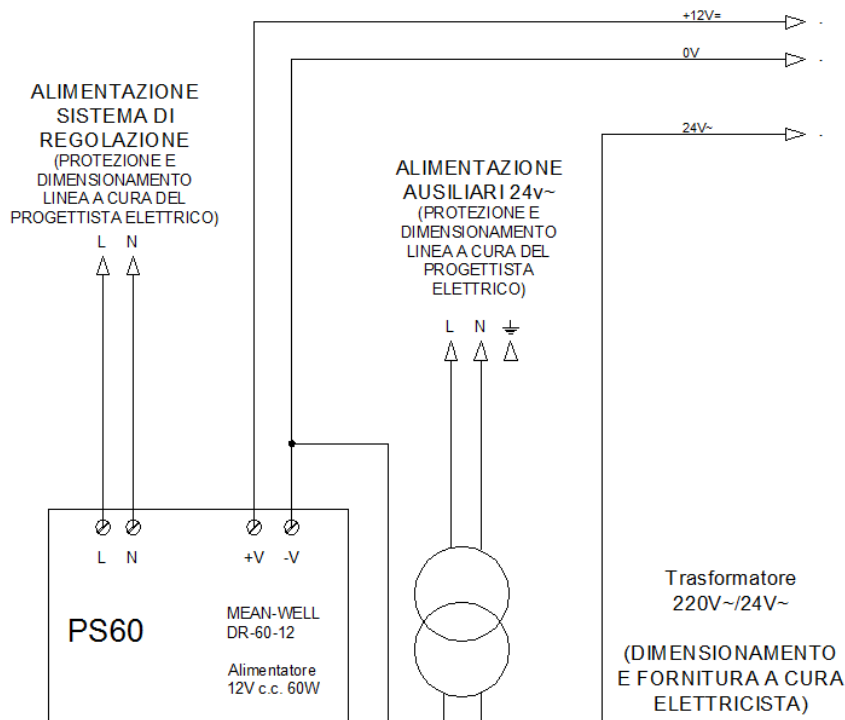 +12V=
0V
24V~
ALIMENTAZIONE
SISTEMA DI
REGOLAZIONE
(PROTEZIONE E
DIMENSIONAMENTO
LINEA A CURA DEL
PROGETTISTA ELETTRICO)
L N
ALIMENTAZIONE
AUSILIARI 24v~
(PROTEZIONE E
DIMENSIONAMENTO
LINEA A CURA DEL
PROGETTISTA
ELETTRICO)
L N
L N +V -V
PS60
MEAN-WELL
DR-60-12
Alimentatore
12V c.c. 60W
Trasformatore
220V~/24V~
(DIMENSIONAMENTO
E FORNITURA A CURA
ELETTRICISTA)